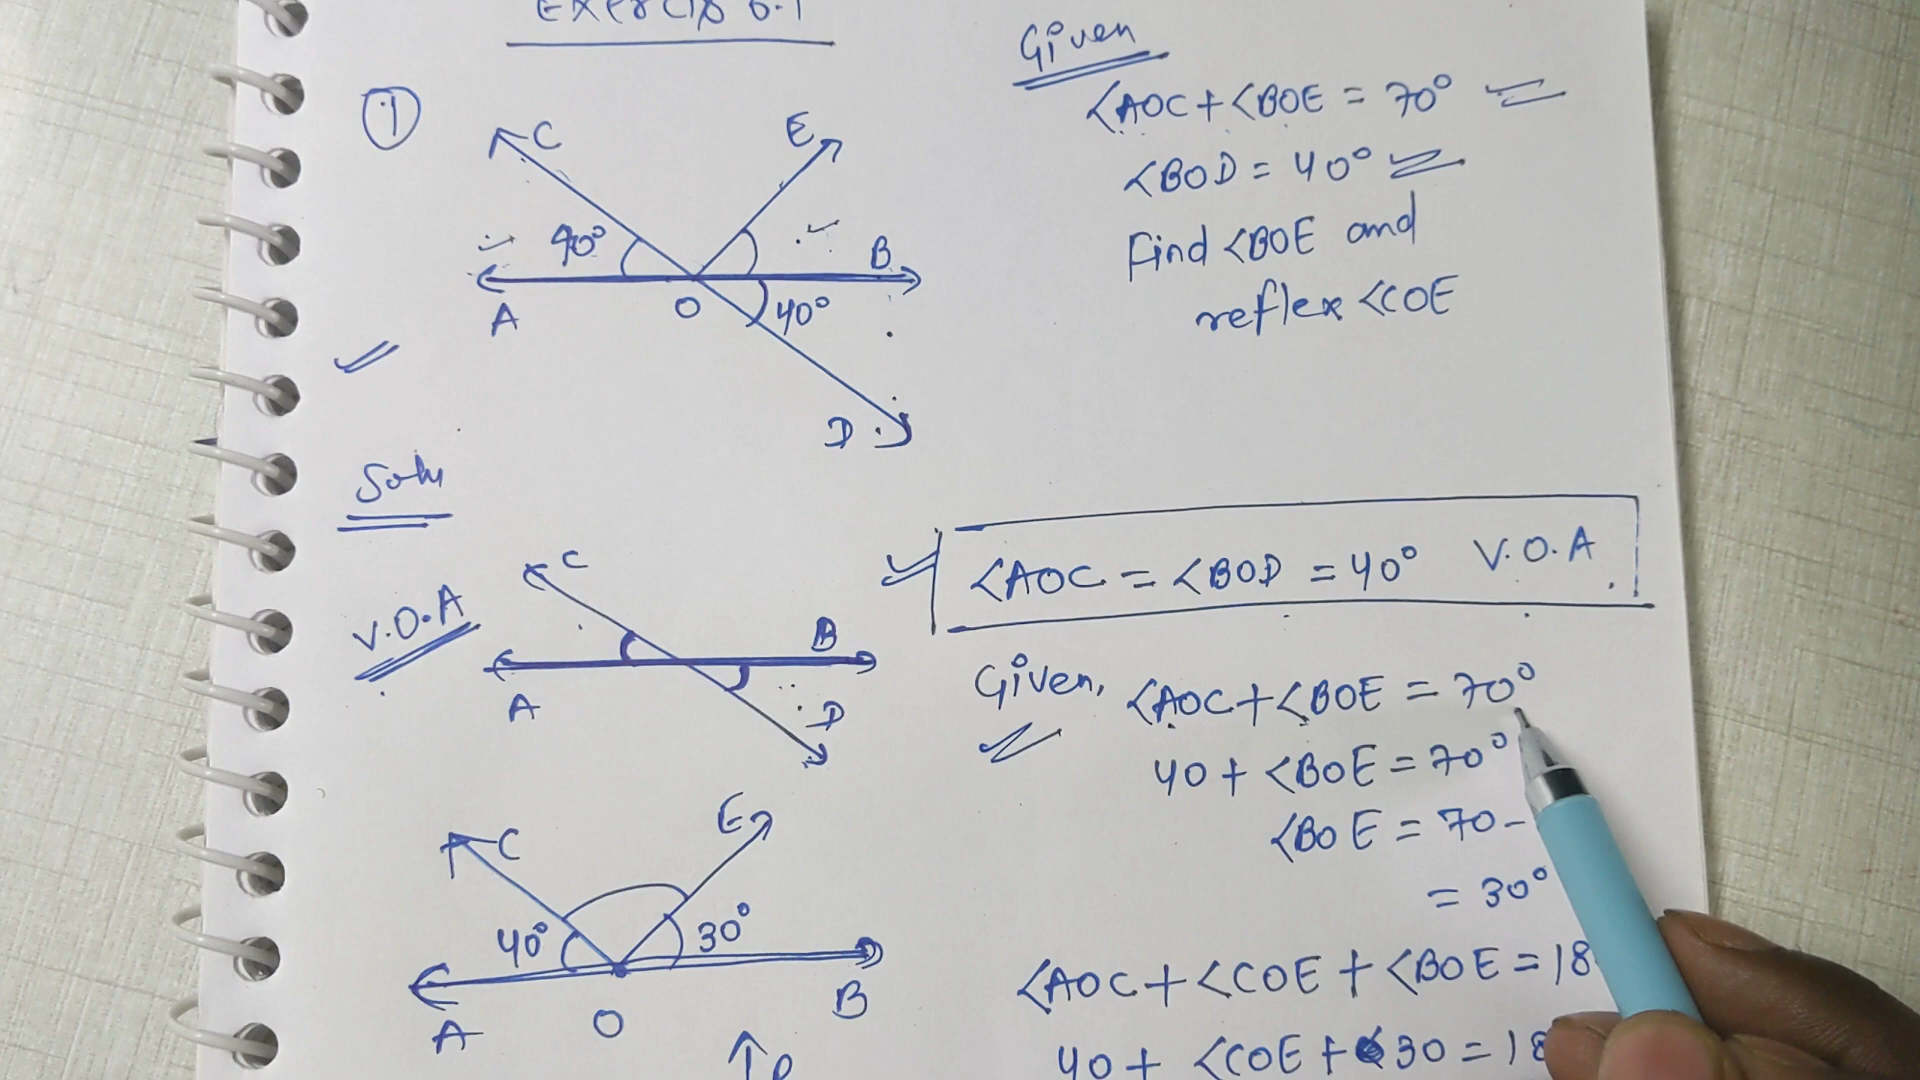 Exercise 6.1
Given
∠AOC + ∠BOE = 70°
∠BOD = 40°
Find ∠BOE and
reflex ∠COE
①
C
E
40°
B
A
O
40°
D
Soln
V.O.A
C
B
A
D
∠AOC = ∠BOD = 40° V.O.A
Given, ∠AOC + ∠BOE = 70°
40 + ∠BOE = 70°
∠BOE = 70 -
= 30°
C
E
40°
30°
A
O
B
∠AOC + ∠COE + ∠BOE = 18
40 + ∠COE + 30 = 18